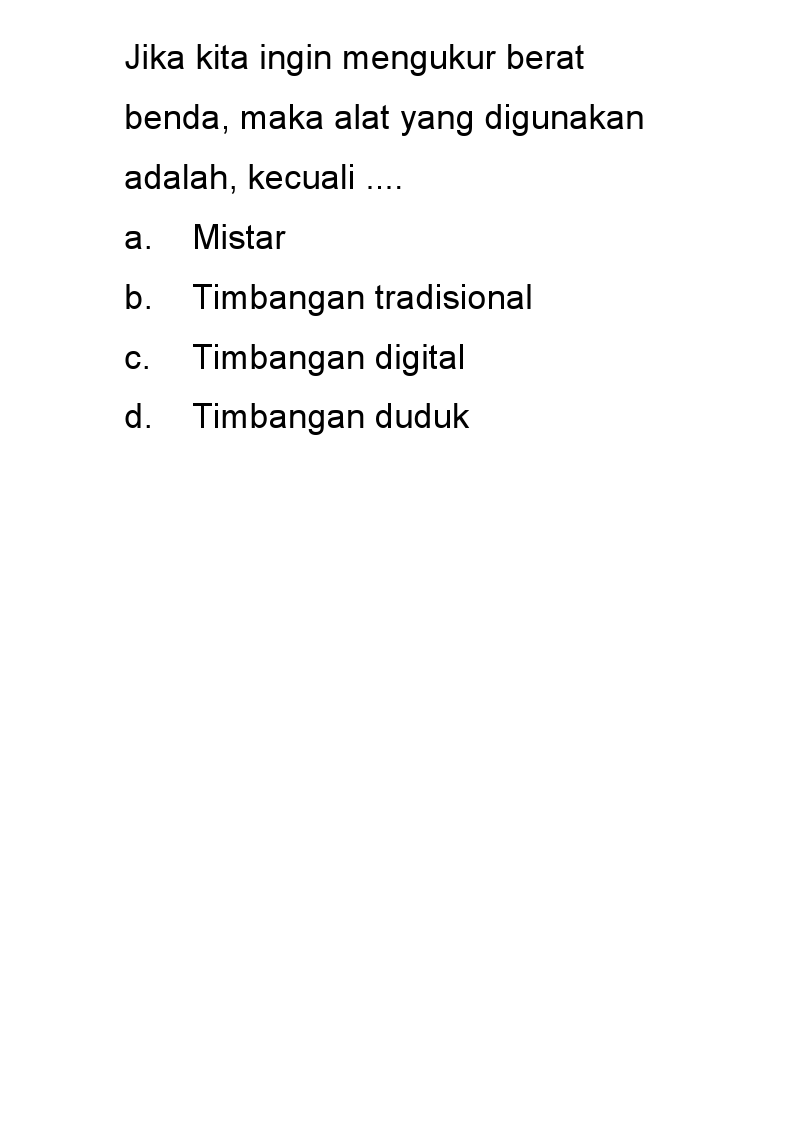 Jika kita ingin mengukur berat
benda, maka alat yang digunakan
adalah, kecuali ....
a. Mistar
b. Timbangan tradisional
c. Timbangan digital
d. Timbangan duduk